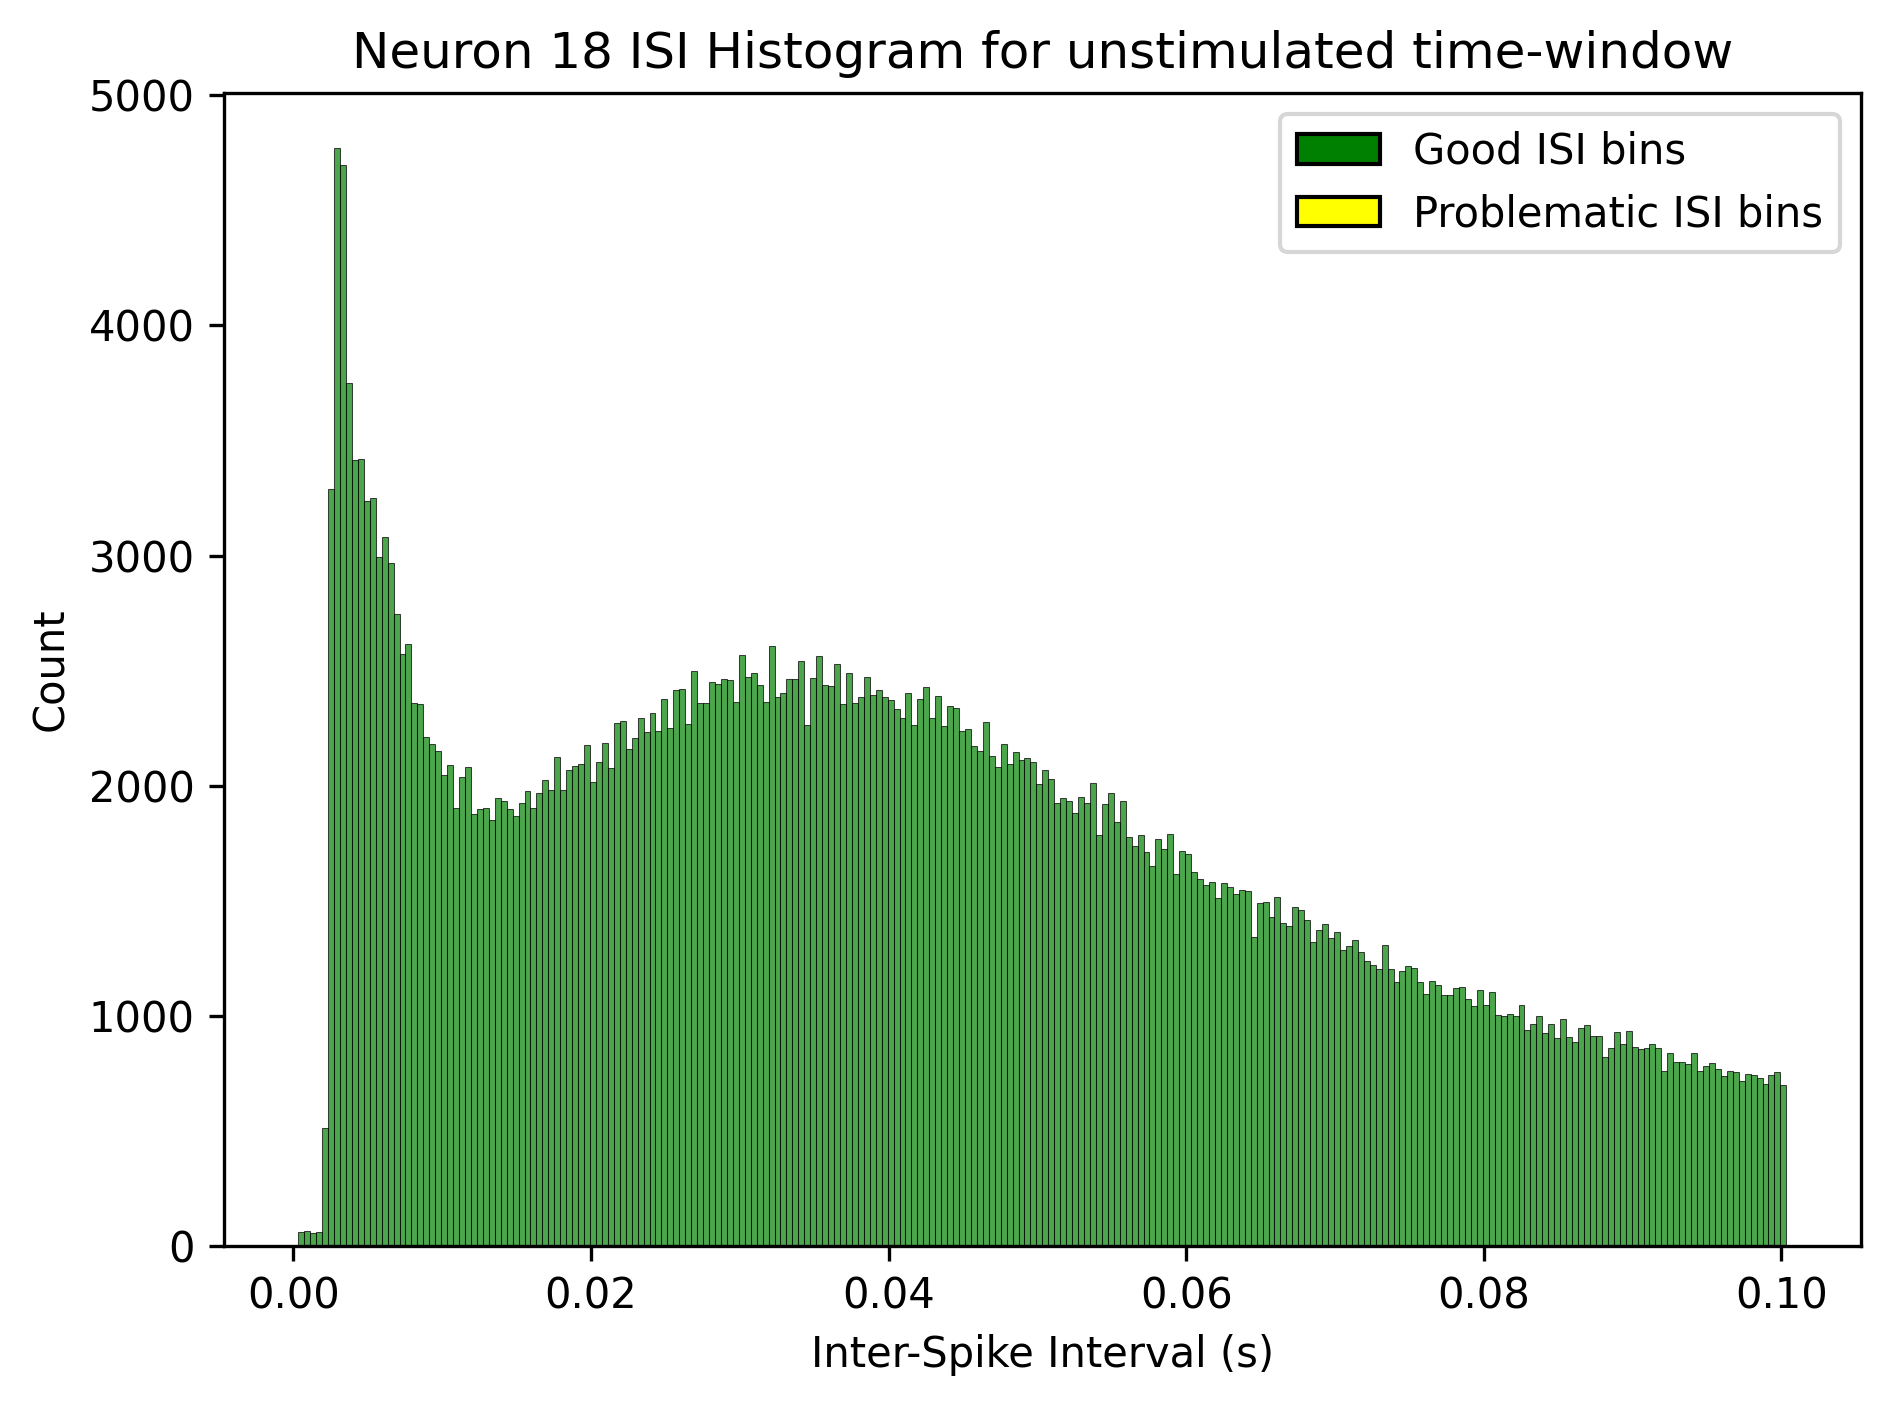 Neuron 18 ISI Histogram for unstimulated time-window
Good ISI bins
Problematic ISI bins
5000
4000
3000
2000
1000
0
Count
0.00 0.02 0.04 0.06 0.08 0.10
Inter-Spike Interval (s)